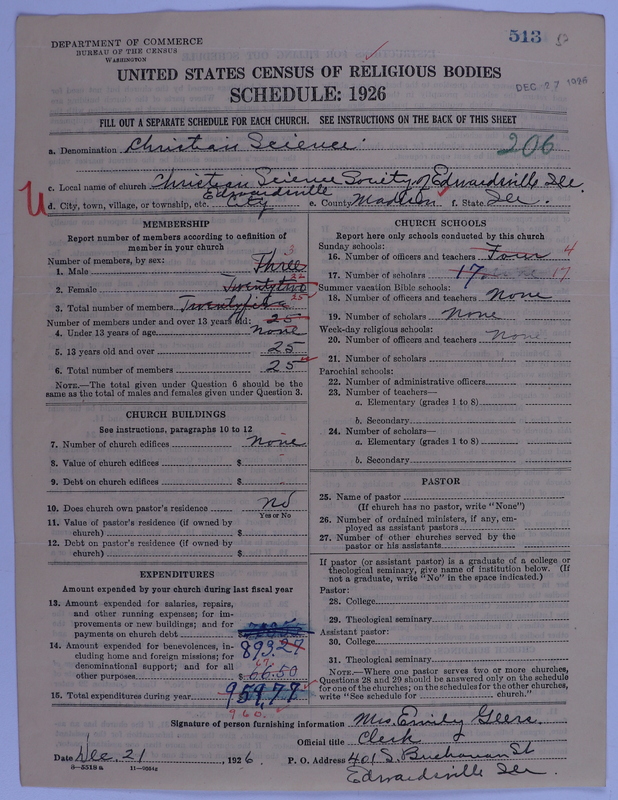 513
DEPARTMENT OF COMMERCE
BUREAU OF THE CENSUS
WASHINGTON
UNITED STATES CENSUS OF RELIGIOUS BODIES
SCHEDULE: 1926
DEC 27 1926
FILL OUT A SEPARATE SCHEDULE FOR EACH CHURCH. SEE INSTRUCTIONS ON THE BACK OF THIS SHEET
a. Denomination Christian Science.
206
c. Local name of church Christian Science Society of Edwardsville Ill.
Edwardsville
d. City, town, village, or township, etc. City e. County Madison f. State Ill.
MEMBERSHIP
Report number of members according to definition of
member in your church
Number of members, by sex: 3
1. Male Three
22
2. Female Twentytwo
25
3. Total number of members Twentyfive
Number of members under and over 13 years old: 25
4. Under 13 years of age none
5. 13 years old and over 25
6. Total number of members 25
NOTE.—The total given under Question 6 should be the
same as the total of males and females given under Question 3.
CHURCH BUILDINGS
See instructions, paragraphs 10 to 12
7. Number of church edifices none
8. Value of church edifices $
9. Debt on church edifices $
10. Does church own pastor's residence no
Yes or No
11. Value of pastor's residence (if owned by
church) $
12. Debt on pastor's residence (if owned by
church) $
EXPENDITURES
Amount expended by your church during last fiscal year
13. Amount expended for salaries, repairs,
and other running expenses; for im-
provements or new buildings; and for
payments on church debt
893.27
14. Amount expended for benevolences, in-
cluding home and foreign missions; for
denominational support; and for all
67
other purposes $ 66.50
15. Total expenditures during year 959.77
960.
CHURCH SCHOOLS
Report here only schools conducted by this church
Sunday schools:
16. Number of officers and teachers Four 4
17. Number of scholars 17 17
Summer vacation Bible schools:
18. Number of officers and teachers none
19. Number of scholars none
Week-day religious schools:
20. Number of officers and teachers none
21. Number of scholars
Parochial schools:
22. Number of administrative officers
23. Number of teachers—
a. Elementary (grades 1 to 8)
b. Secondary
24. Number of scholars—
a. Elementary (grades 1 to 8)
b. Secondary
PASTOR
25. Name of pastor
(If church has no pastor, write "None")
26. Number of ordained ministers, if any, em-
ployed as assistant pastors
27. Number of other churches served by the
pastor or his assistants
If pastor (or assistant pastor) is a graduate of a college or
theological seminary, give name of institution below. (If
not a graduate, write "No" in the space indicated.)
Pastor:
28. College
29. Theological seminary
Assistant pastor:
30. College
31. Theological seminary
NOTE.—Where one pastor serves two or more churches,
Questions 28 and 29 should be answered only on the schedule
for one of the churches; on the schedules for the other churches,
write "See schedule for church."
Signature of person furnishing information Mrs. Emily Geers.
Official title Clerk
Date Dec. 21, 1926. P. O. Address 401 S. Buchanan St
8—5518a 11—9034g
Edwardsville Ill.